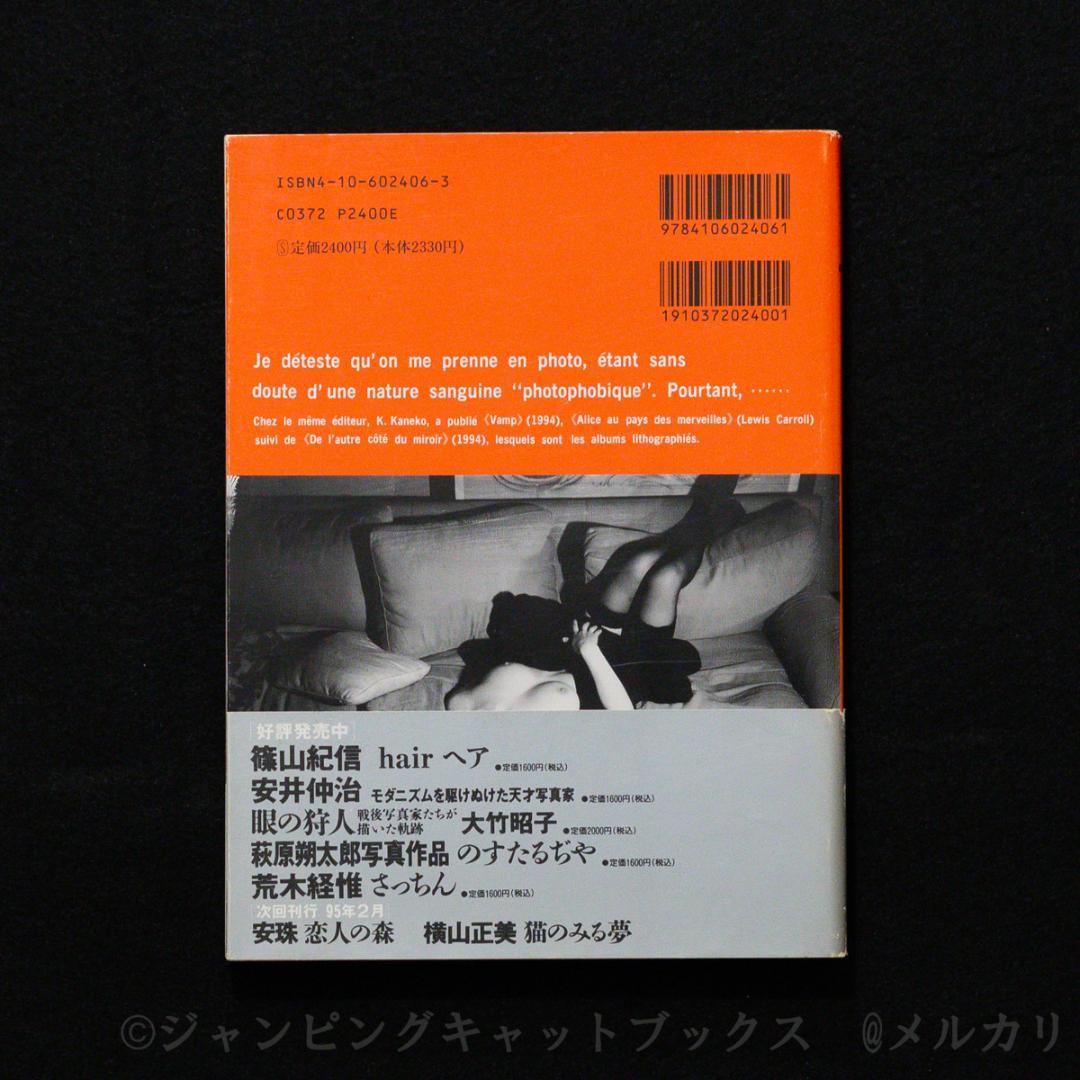 ISBN4-10-602406-3
C0372 P2400E
Ⓢ定価2400円（本体2330円）
9784106024061
1910372024001
Je déteste qu'on me prenne en photo, étant sans
doute d'une nature sanguine "photophobique". Pourtant, ……
Chez le même éditeur, K. Kaneko, a publié 《Vamp》(1994), 《Alice au pays des merveilles》(Lewis Carroll)
suivi de 《De l'autre côté du miroir》(1994), lesquels sont les albums lithographiés.
[好評発売中]
篠山紀信 hair ヘア ●定価1600円(税込)
安井仲治 モダニズムを駆けぬけた天才写真家 ●定価1600円(税込)
眼の狩人 戦後写真家たちが描いた軌跡 大竹昭子 ●定価2000円(税込)
萩原朔太郎写真作品 のすたるぢや ●定価1600円(税込)
荒木経惟 さっちん ●定価1600円(税込)
[次回刊行 95年2月]
安珠 恋人の森 横山正美 猫のみる夢
©ジャンピングキャットブックス @メルカリ